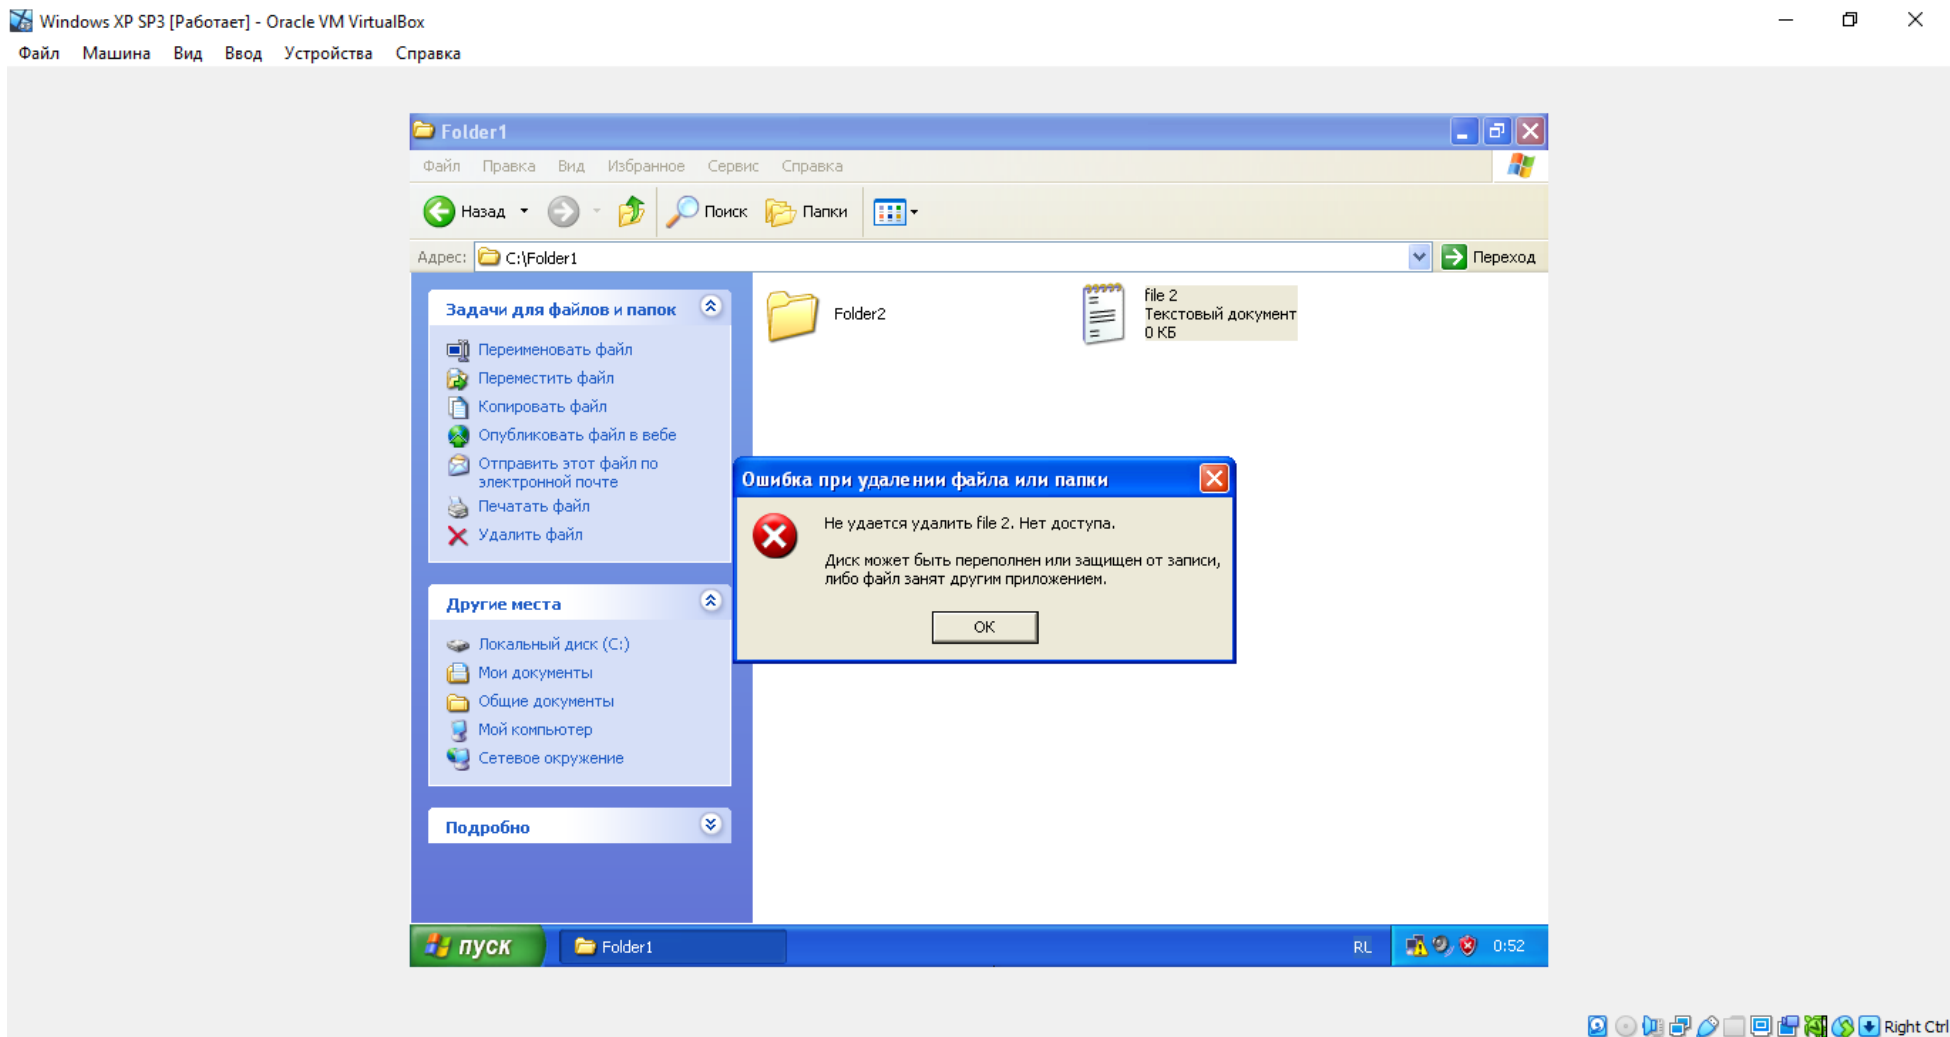 Windows XP SP3 [Работает] - Oracle VM VirtualBox
Файл Машина Вид Ввод Устройства Справка
Folder1
Файл Правка Вид Избранное Сервис Справка
Назад Поиск Папки
Адрес: C:\Folder1 Переход
Задачи для файлов и папок
Переименовать файл
Переместить файл
Копировать файл
Опубликовать файл в вебе
Отправить этот файл по
электронной почте
Печатать файл
Удалить файл
Другие места
Локальный диск (C:)
Мои документы
Общие документы
Мой компьютер
Сетевое окружение
Подробно
Folder2
file 2
Текстовый документ
0 КБ
Ошибка при удалении файла или папки
Не удается удалить file 2. Нет доступа.
Диск может быть переполнен или защищен от записи,
либо файл занят другим приложением.
ОК
пуск Folder1 RL 0:52
Right Ctrl